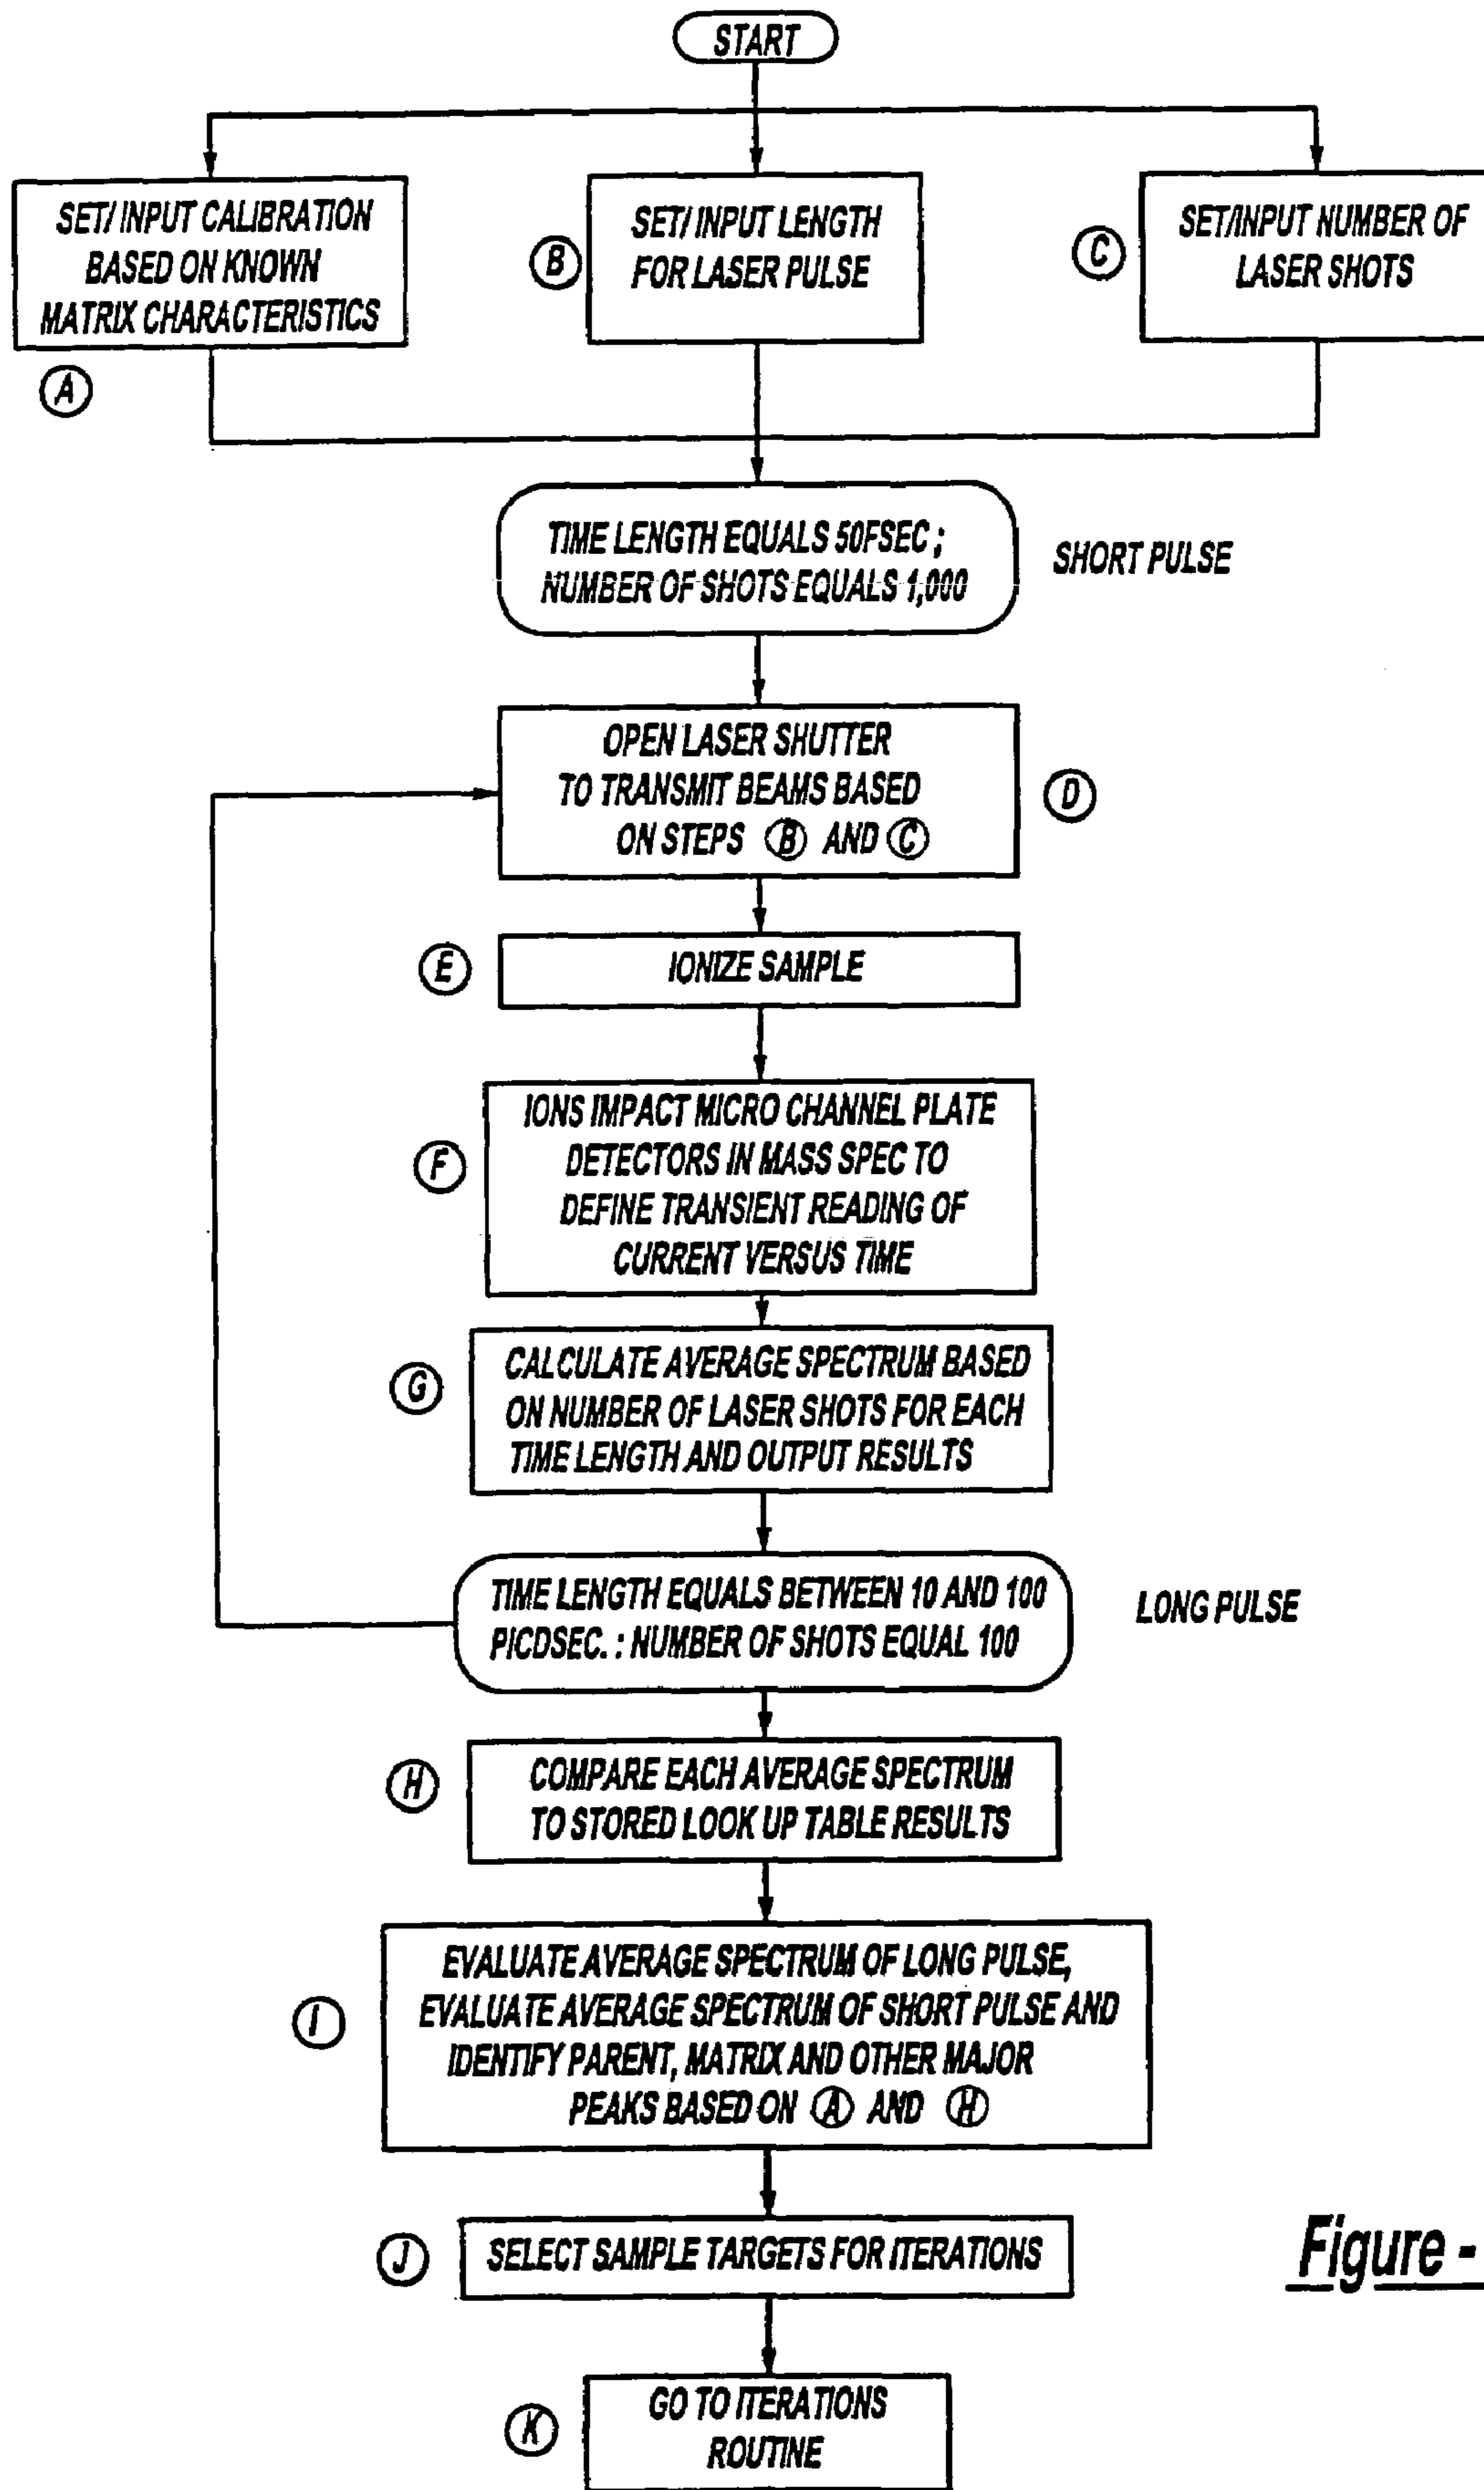 START
SET/ INPUT CALIBRATION
BASED ON KNOWN
MATRIX CHARACTERISTICS
A
B
SET/ INPUT LENGTH
FOR LASER PULSE
C
SET/INPUT NUMBER OF
LASER SHOTS
TIME LENGTH EQUALS 50FSEC ;
NUMBER OF SHOTS EQUALS 1,000
SHORT PULSE
OPEN LASER SHUTTER
TO TRANSMIT BEAMS BASED
ON STEPS B AND C
D
E
IONIZE SAMPLE
F
IONS IMPACT MICRO CHANNEL PLATE
DETECTORS IN MASS SPEC TO
DEFINE TRANSIENT READING OF
CURRENT VERSUS TIME
G
CALCULATE AVERAGE SPECTRUM BASED
ON NUMBER OF LASER SHOTS FOR EACH
TIME LENGTH AND OUTPUT RESULTS
TIME LENGTH EQUALS BETWEEN 10 AND 100
PICDSEC. : NUMBER OF SHOTS EQUAL 100
LONG PULSE
H
COMPARE EACH AVERAGE SPECTRUM
TO STORED LOOK UP TABLE RESULTS
I
EVALUATE AVERAGE SPECTRUM OF LONG PULSE,
EVALUATE AVERAGE SPECTRUM OF SHORT PULSE AND
IDENTIFY PARENT, MATRIX AND OTHER MAJOR
PEAKS BASED ON A AND H
J
SELECT SAMPLE TARGETS FOR ITERATIONS
Figure -
K
GO TO ITERATIONS
ROUTINE